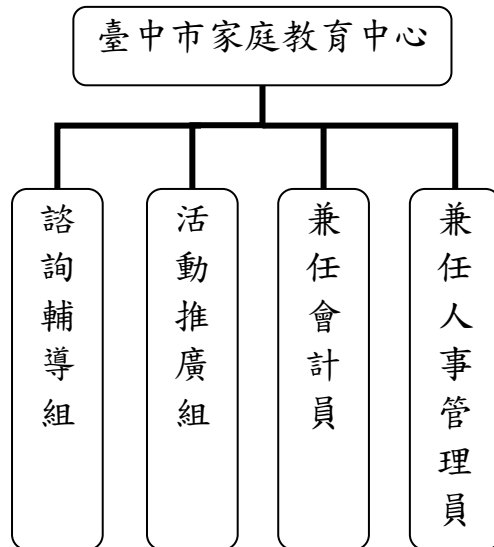 臺中市家庭教育中心
諮詢輔導組
活動推廣組
兼任會計員
兼任人事管理員